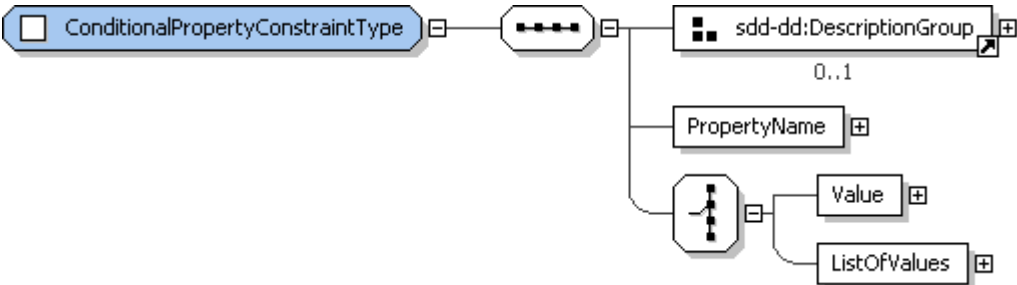 ConditionalPropertyConstraintType
sdd-dd:DescriptionGroup
0..1
PropertyName
Value
ListOfValues